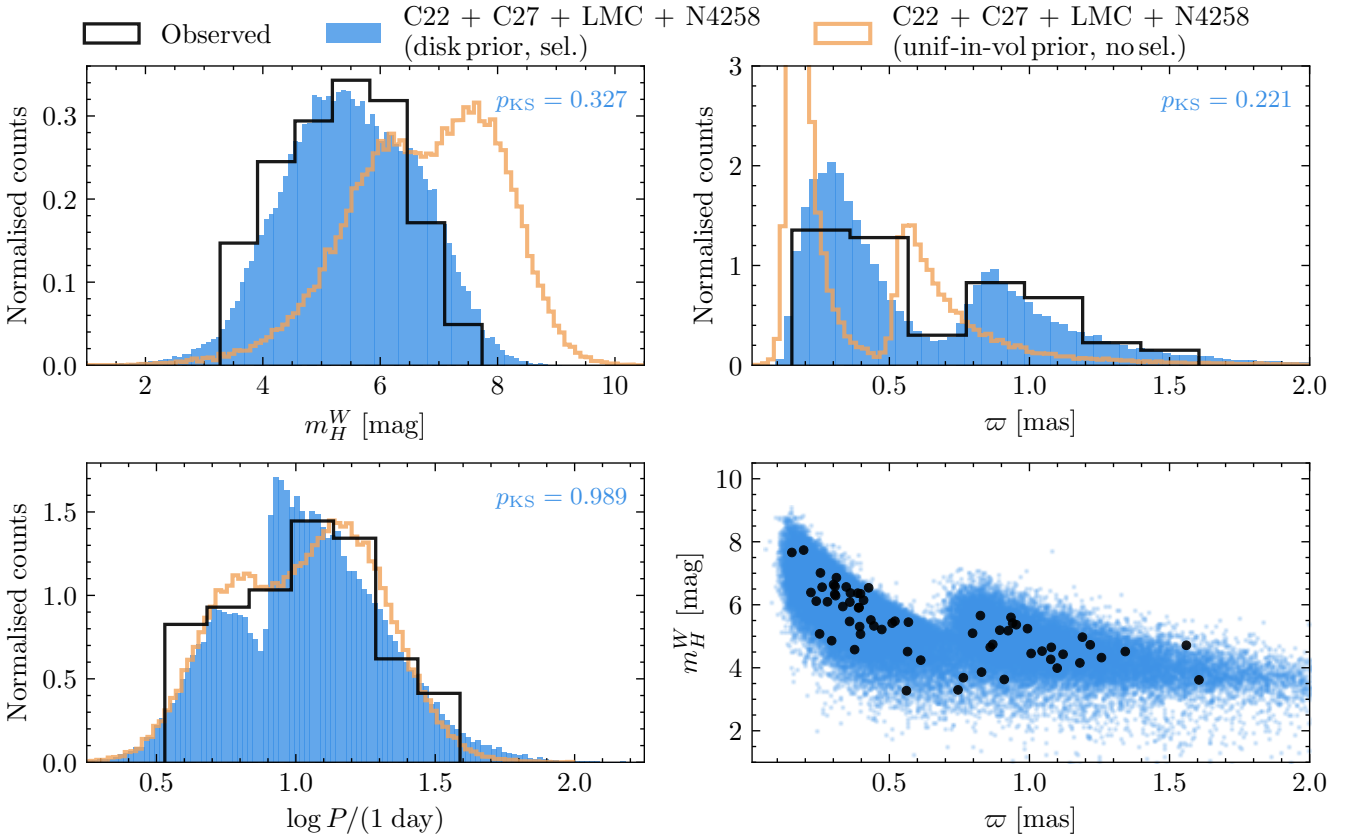 Observed
C22 + C27 + LMC + N4258
(disk prior, sel.)
C22 + C27 + LMC + N4258
(unif-in-vol prior, no sel.)
Normalised counts
0.3
0.2
0.1
0.0
p_KS = 0.327
2 4 6 8 10
m_H^W [mag]
Normalised counts
3
2
1
0
p_KS = 0.221
0.5 1.0 1.5 2.0
ϖ [mas]
Normalised counts
1.5
1.0
0.5
0.0
p_KS = 0.989
0.5 1.0 1.5 2.0
log P/(1 day)
m_H^W [mag]
10
8
6
4
2
0.5 1.0 1.5 2.0
ϖ [mas]